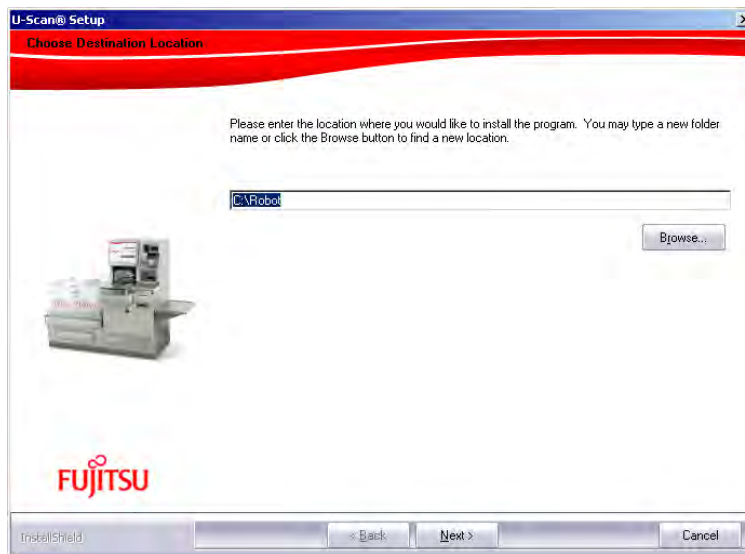 U-Scan® Setup
Choose Destination Location
Please enter the location where you would like to install the program. You may type a new folder
name or click the Browse button to find a new location.
C:\Robot
Browse...
FUJITSU
InstallShield
< Back
Next >
Cancel